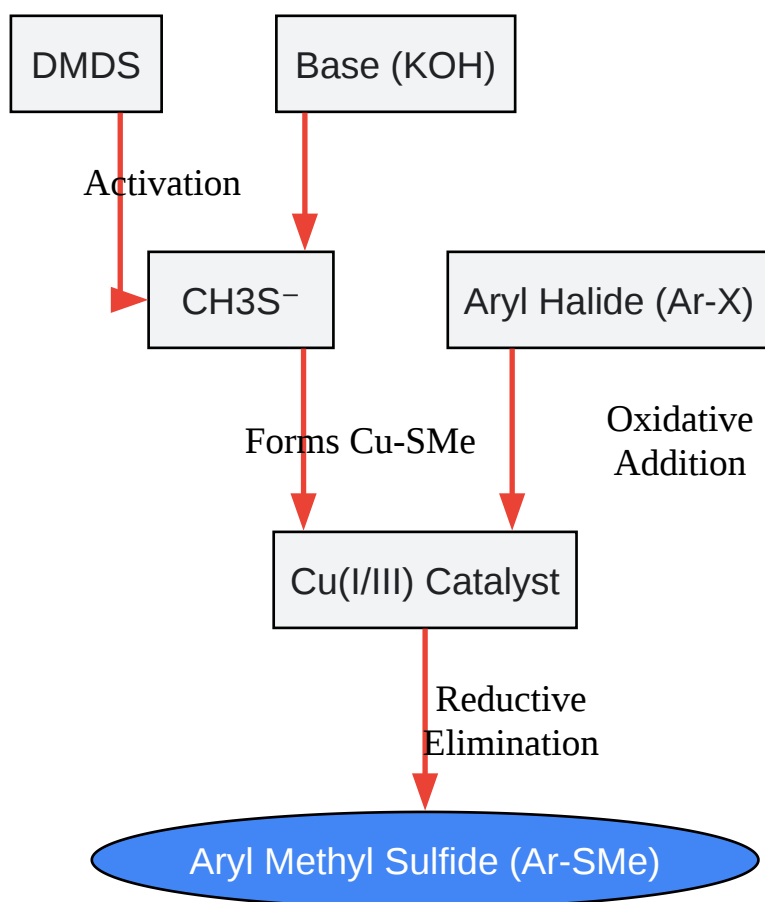 DMDS
Base (KOH)
Activation
CH3S⁻
Aryl Halide (Ar-X)
Forms Cu-SMe
Oxidative
Addition
Cu(I/III) Catalyst
Reductive
Elimination
Aryl Methyl Sulfide (Ar-SMe)